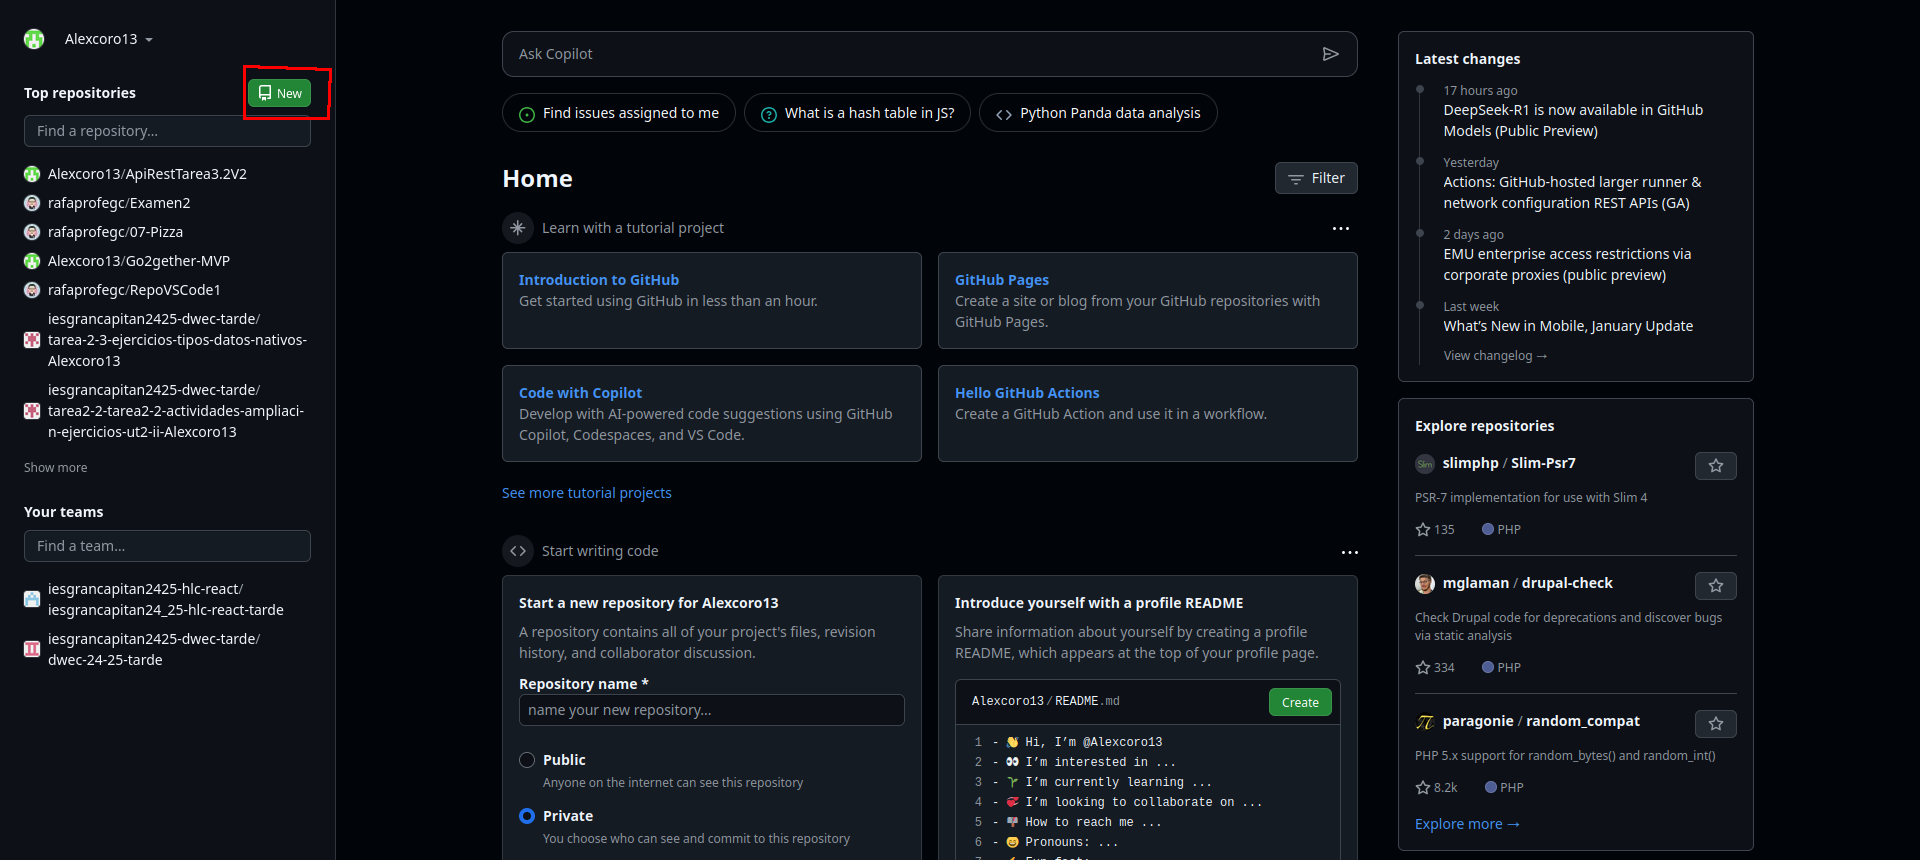 Alexcoro13
Top repositories
New
Find a repository...
Alexcoro13/ApiRestTarea3.2V2
rafaprofegc/Examen2
rafaprofegc/07-Pizza
Alexcoro13/Go2gether-MVP
rafaprofegc/RepoVSCode1
iesgrancapitan2425-dwec-tarde/
tarea-2-3-ejercicios-tipos-datos-nativos-
Alexcoro13
iesgrancapitan2425-dwec-tarde/
tarea2-2-tarea2-2-actividades-ampliaci-
n-ejercicios-ut2-ii-Alexcoro13
Show more
Your teams
Find a team...
iesgrancapitan2425-hlc-react/
iesgrancapitan24_25-hlc-react-tarde
iesgrancapitan2425-dwec-tarde/
dwec-24-25-tarde
Ask Copilot
Find issues assigned to me
What is a hash table in JS?
Python Panda data analysis
Home
Filter
Learn with a tutorial project
Introduction to GitHub
Get started using GitHub in less than an hour.
GitHub Pages
Create a site or blog from your GitHub repositories with
GitHub Pages.
Code with Copilot
Develop with AI-powered code suggestions using GitHub
Copilot, Codespaces, and VS Code.
Hello GitHub Actions
Create a GitHub Action and use it in a workflow.
See more tutorial projects
Start writing code
Start a new repository for Alexcoro13
A repository contains all of your project's files, revision
history, and collaborator discussion.
Repository name *
name your new repository...
Public
Anyone on the internet can see this repository
Private
You choose who can see and commit to this repository
Introduce yourself with a profile README
Share information about yourself by creating a profile
README, which appears at the top of your profile page.
Alexcoro13/README.md
Create
1 - 👋 Hi, I’m @Alexcoro13
2 - 👀 I’m interested in ...
3 - 🌱 I’m currently learning ...
4 - 💞️ I’m looking to collaborate on ...
5 - 📫 How to reach me ...
6 - 😄 Pronouns: ...
7 - ⚡ Fun fact: ...
Latest changes
17 hours ago
DeepSeek-R1 is now available in GitHub
Models (Public Preview)
Yesterday
Actions: GitHub-hosted larger runner &
network configuration REST APIs (GA)
2 days ago
EMU enterprise access restrictions via
corporate proxies (public preview)
Last week
What’s New in Mobile, January Update
View changelog →
Explore repositories
Slim
slimphp / Slim-Psr7
PSR-7 implementation for use with Slim 4
135 PHP
mglaman / drupal-check
Check Drupal code for deprecations and discover bugs
via static analysis
334 PHP
paragonie / random_compat
PHP 5.x support for random_bytes() and random_int()
8.2k PHP
Explore more →